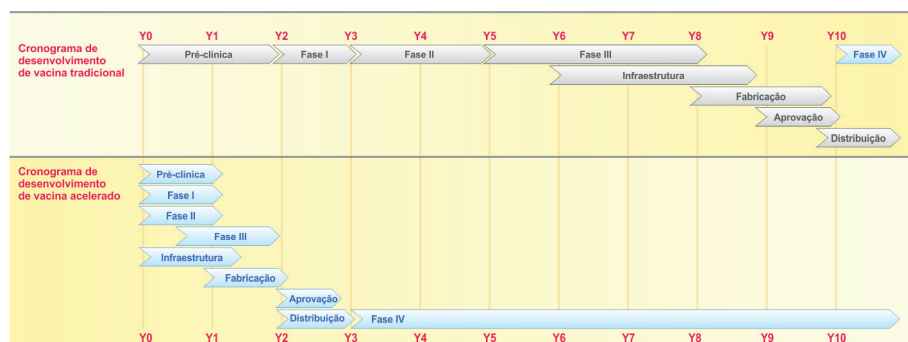 Y0 Y1 Y2 Y3 Y4 Y5 Y6 Y7 Y8 Y9 Y10
Cronograma de
desenvolvimento
de vacina tradicional
Pré-clínica Fase I Fase II Fase III Fase IV
Infraestrutura
Fabricação
Aprovação
Distribuição
Cronograma de
desenvolvimento
de vacina acelerado
Pré-clínica
Fase I
Fase II
Fase III
Infraestrutura
Fabricação
Aprovação
Distribuição Fase IV
Y0 Y1 Y2 Y3 Y4 Y5 Y6 Y7 Y8 Y9 Y10